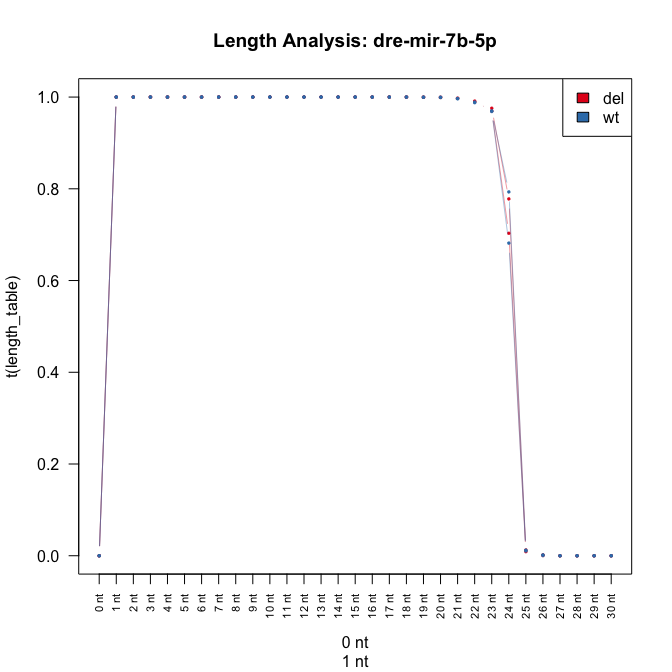 Length Analysis: dre-mir-7b-5p
del
wt
t(length_table)
1.0
0.8
0.6
0.4
0.2
0.0
0 nt
1 nt
2 nt
3 nt
4 nt
5 nt
6 nt
7 nt
8 nt
9 nt
10 nt
11 nt
12 nt
13 nt
14 nt
15 nt
16 nt
17 nt
18 nt
19 nt
20 nt
21 nt
22 nt
23 nt
24 nt
25 nt
26 nt
27 nt
28 nt
29 nt
30 nt
0 nt
1 nt